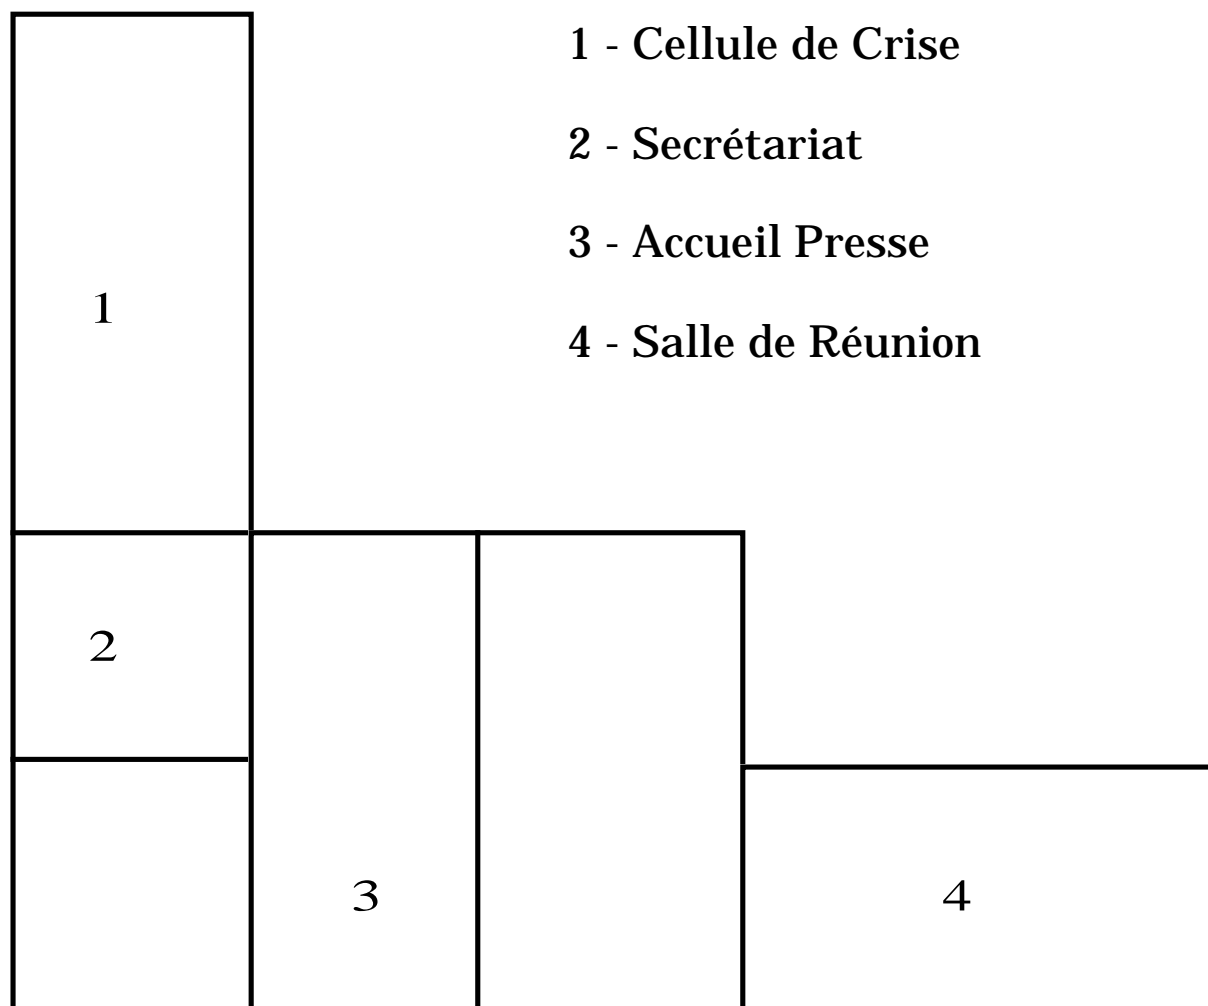 1 - Cellule de Crise
2 - Secrétariat
3 - Accueil Presse
4 - Salle de Réunion
1
2
3
4